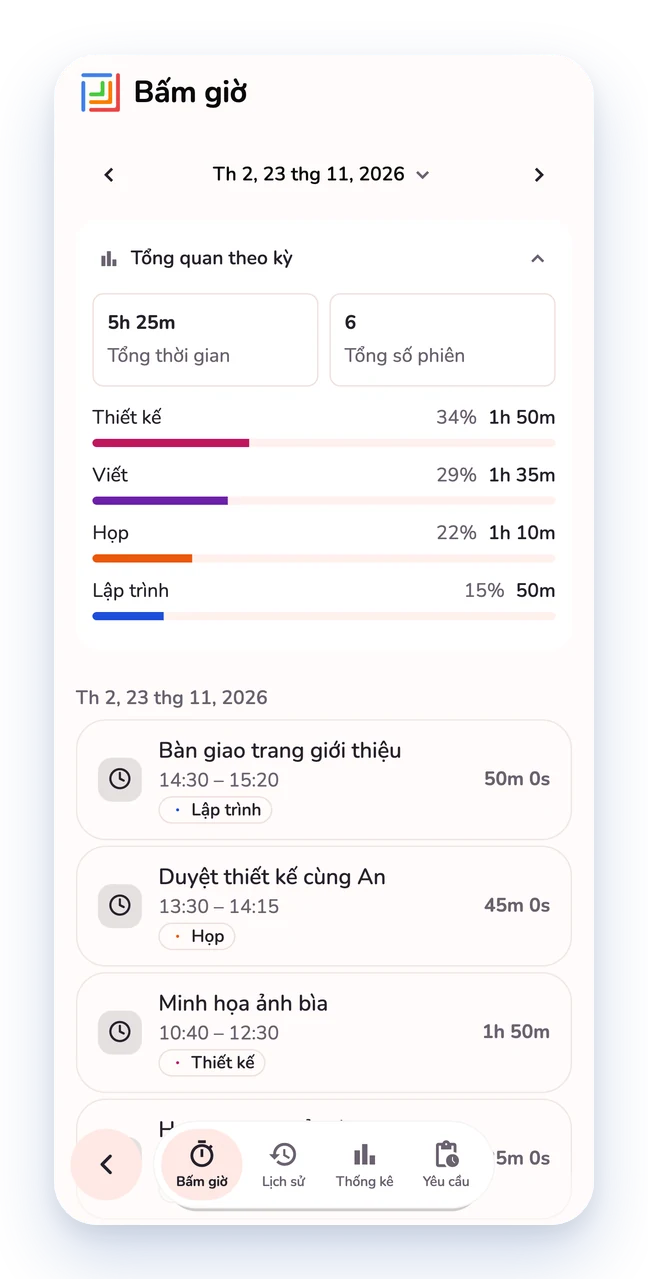 Bấm giờ
Th 2, 23 thg 11, 2026
Tổng quan theo kỳ
5h 25m
Tổng thời gian
6
Tổng số phiên
Thiết kế 34% 1h 50m
Viết 29% 1h 35m
Họp 22% 1h 10m
Lập trình 15% 50m
Th 2, 23 thg 11, 2026
Bàn giao trang giới thiệu
14:30 – 15:20
50m 0s
Lập trình
Duyệt thiết kế cùng An
13:30 – 14:15
45m 0s
Họp
Minh họa ảnh bìa
10:40 – 12:30
1h 50m
Thiết kế
5m 0s
Bấm giờ
Lịch sử
Thống kê
Yêu cầu